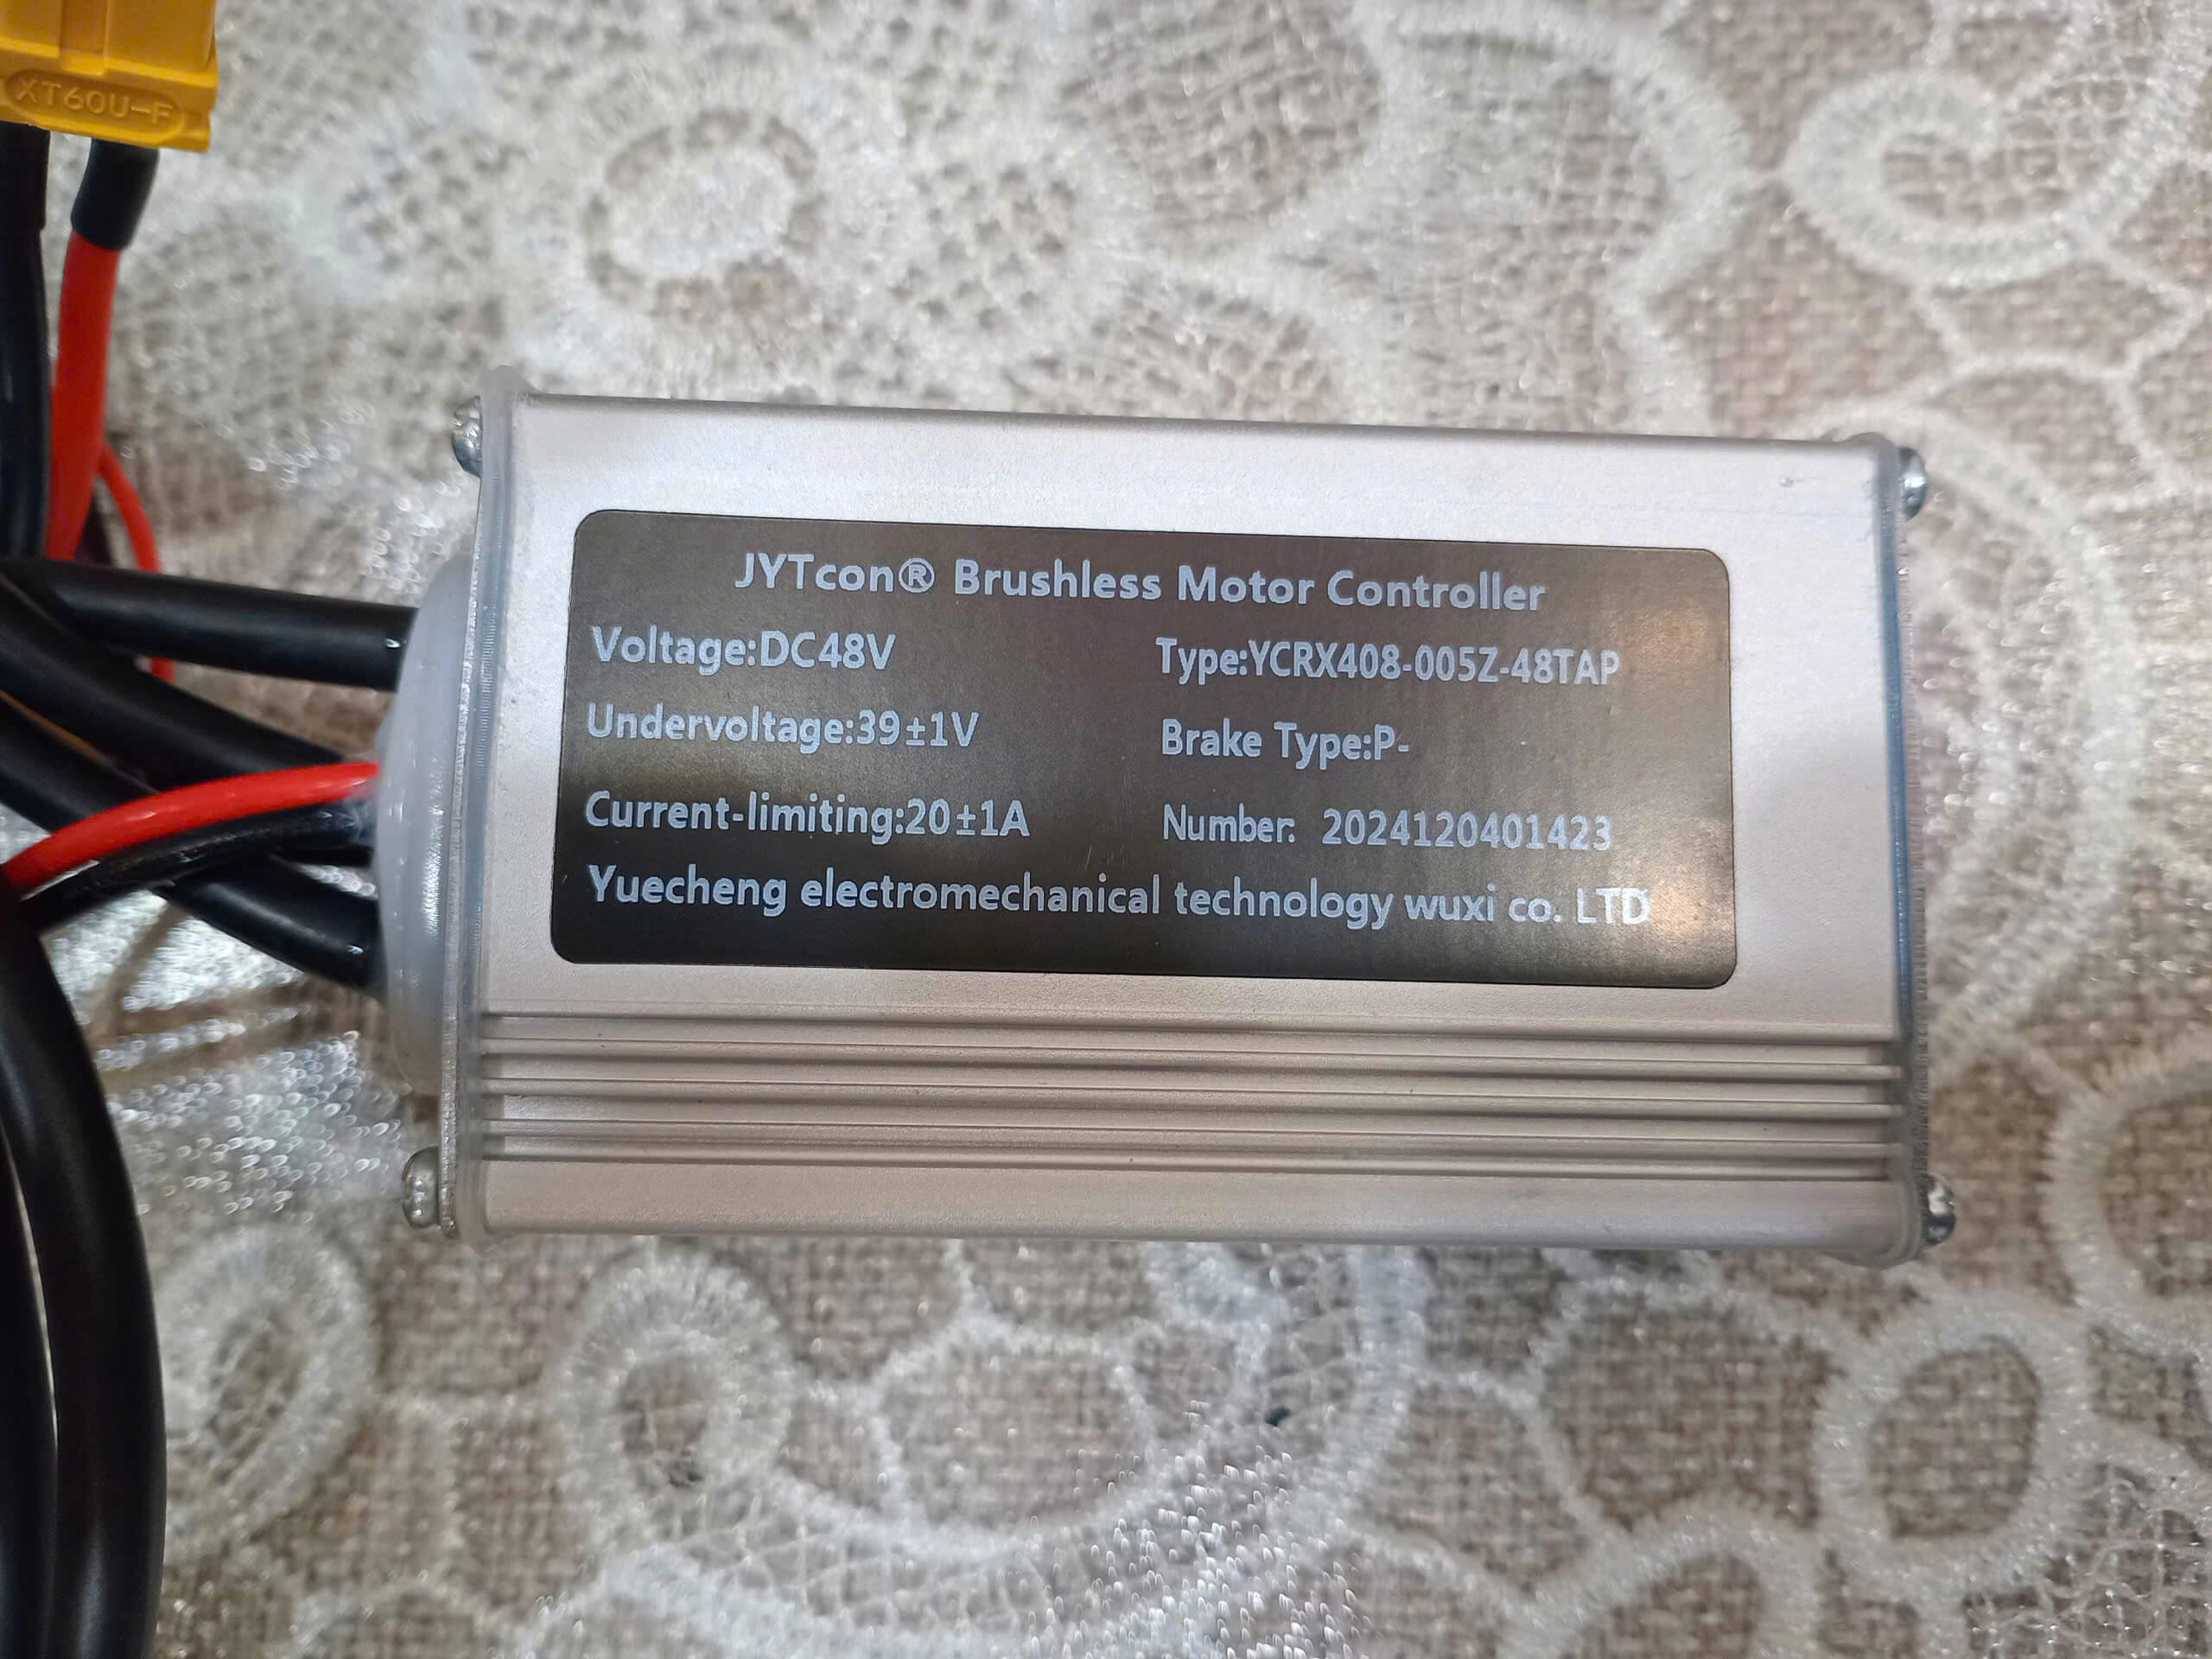 XT60U-F
JYTcon® Brushless Motor Controller
Voltage:DC48V Type:YCRX408-005Z-48TAP
Undervoltage:39±1V Brake Type:P-
Current-limiting:20±1A Number: 2024120401423
Yuecheng electromechanical technology wuxi co. LTD